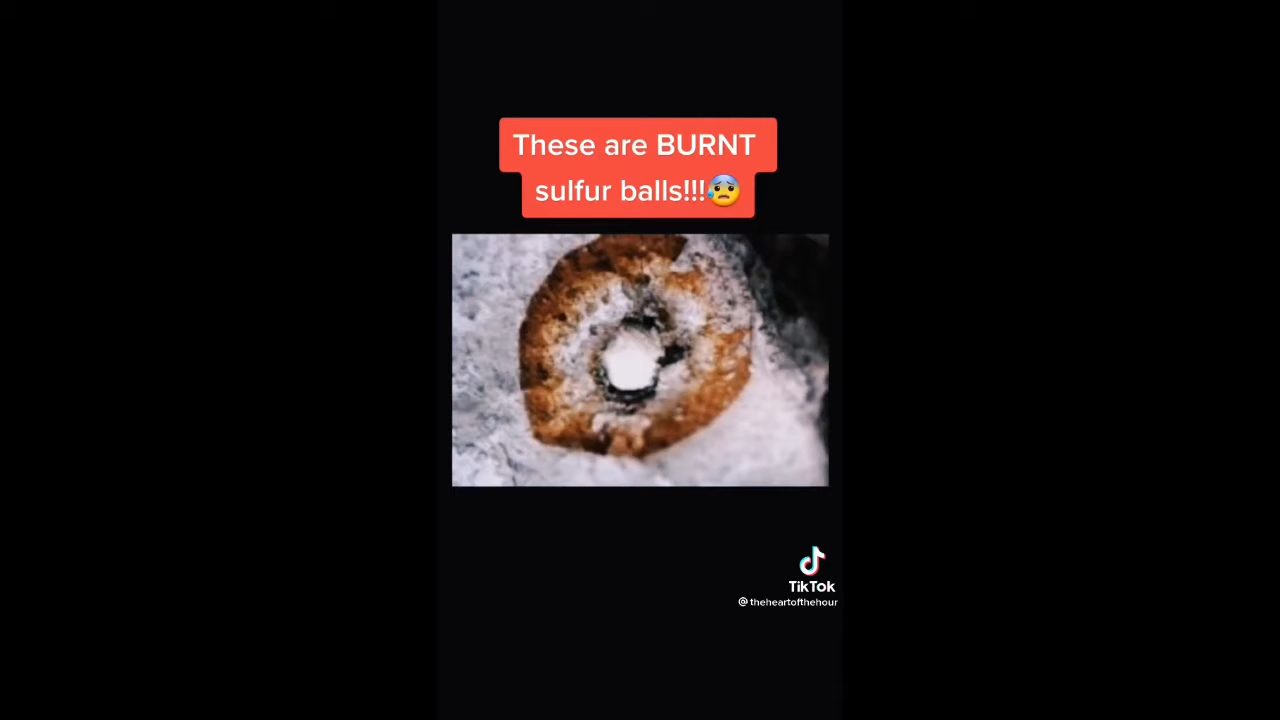 These are BURNT
sulfur balls!!!😰
TikTok
@theheartofthehour